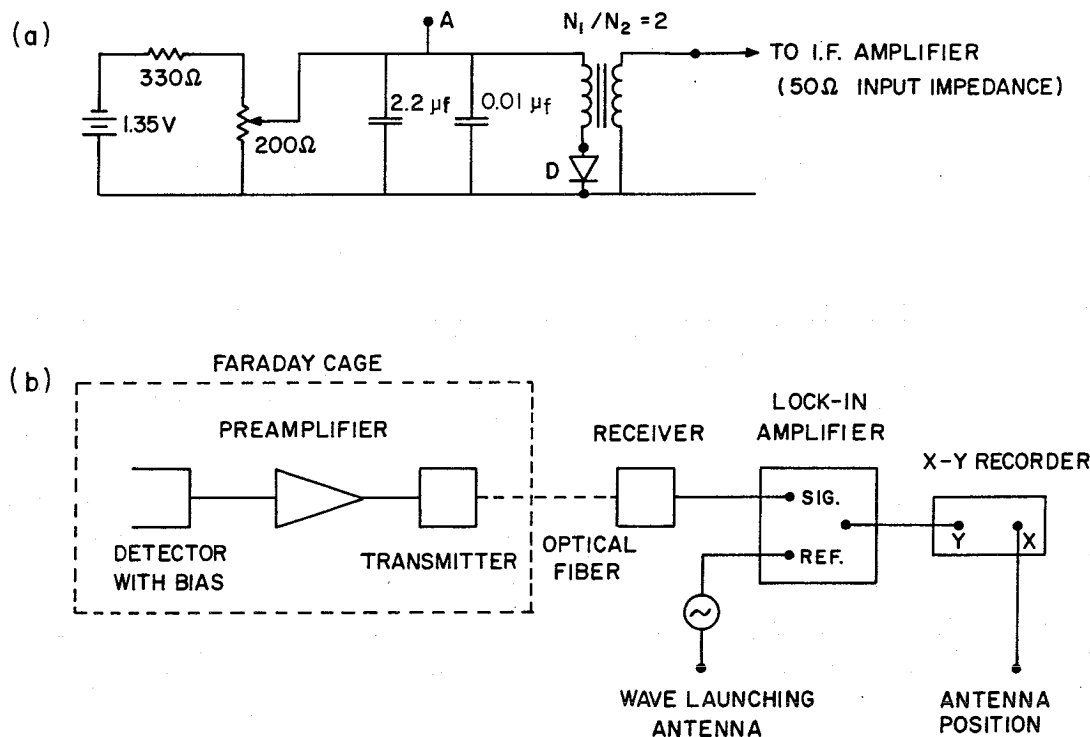 (a)
A
N₁/N₂ = 2
TO I.F. AMPLIFIER
(50Ω INPUT IMPEDANCE)
330Ω
1.35V
200Ω
2.2 μf
0.01 μf
D
(b)
FARADAY CAGE
PREAMPLIFIER
DETECTOR
WITH BIAS
TRANSMITTER
OPTICAL
FIBER
RECEIVER
LOCK-IN
AMPLIFIER
SIG.
REF.
X-Y RECORDER
Y
X
WAVE LAUNCHING
ANTENNA
ANTENNA
POSITION